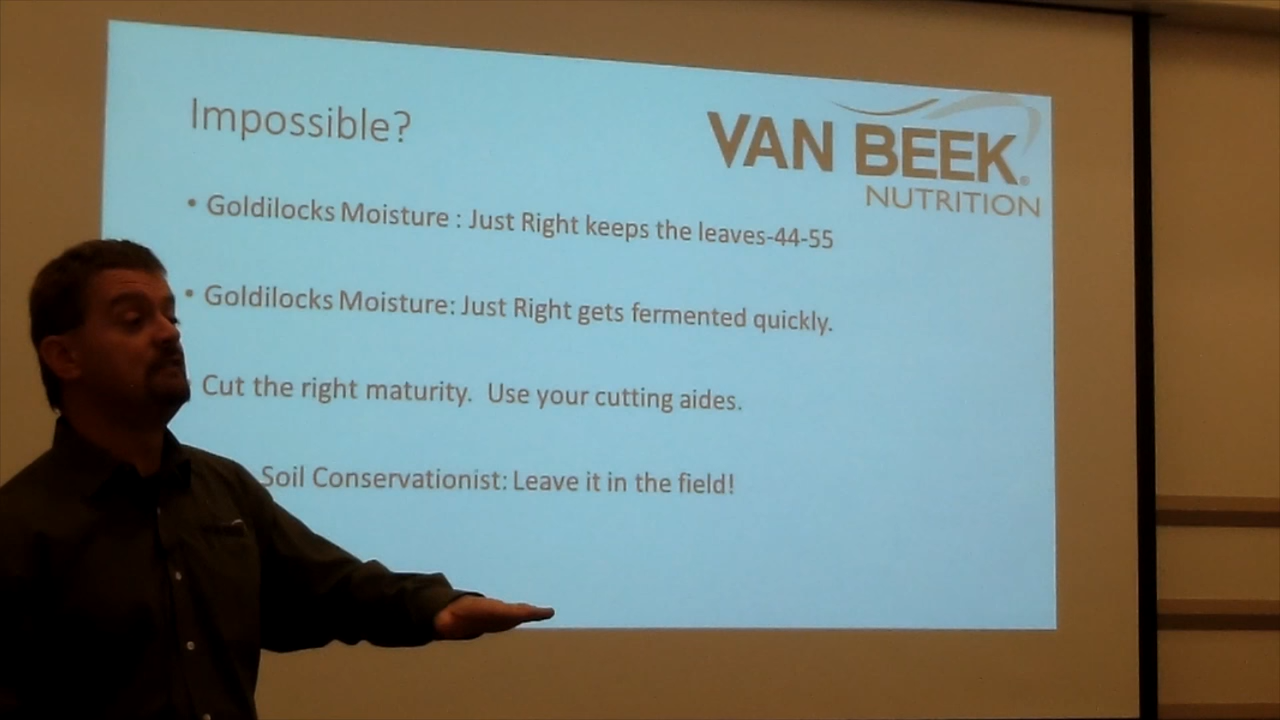 Impossible?
VAN BEEK®
NUTRITION
• Goldilocks Moisture : Just Right keeps the leaves-44-55
• Goldilocks Moisture: Just Right gets fermented quickly.
Cut the right maturity. Use your cutting aides.
Soil Conservationist: Leave it in the field!